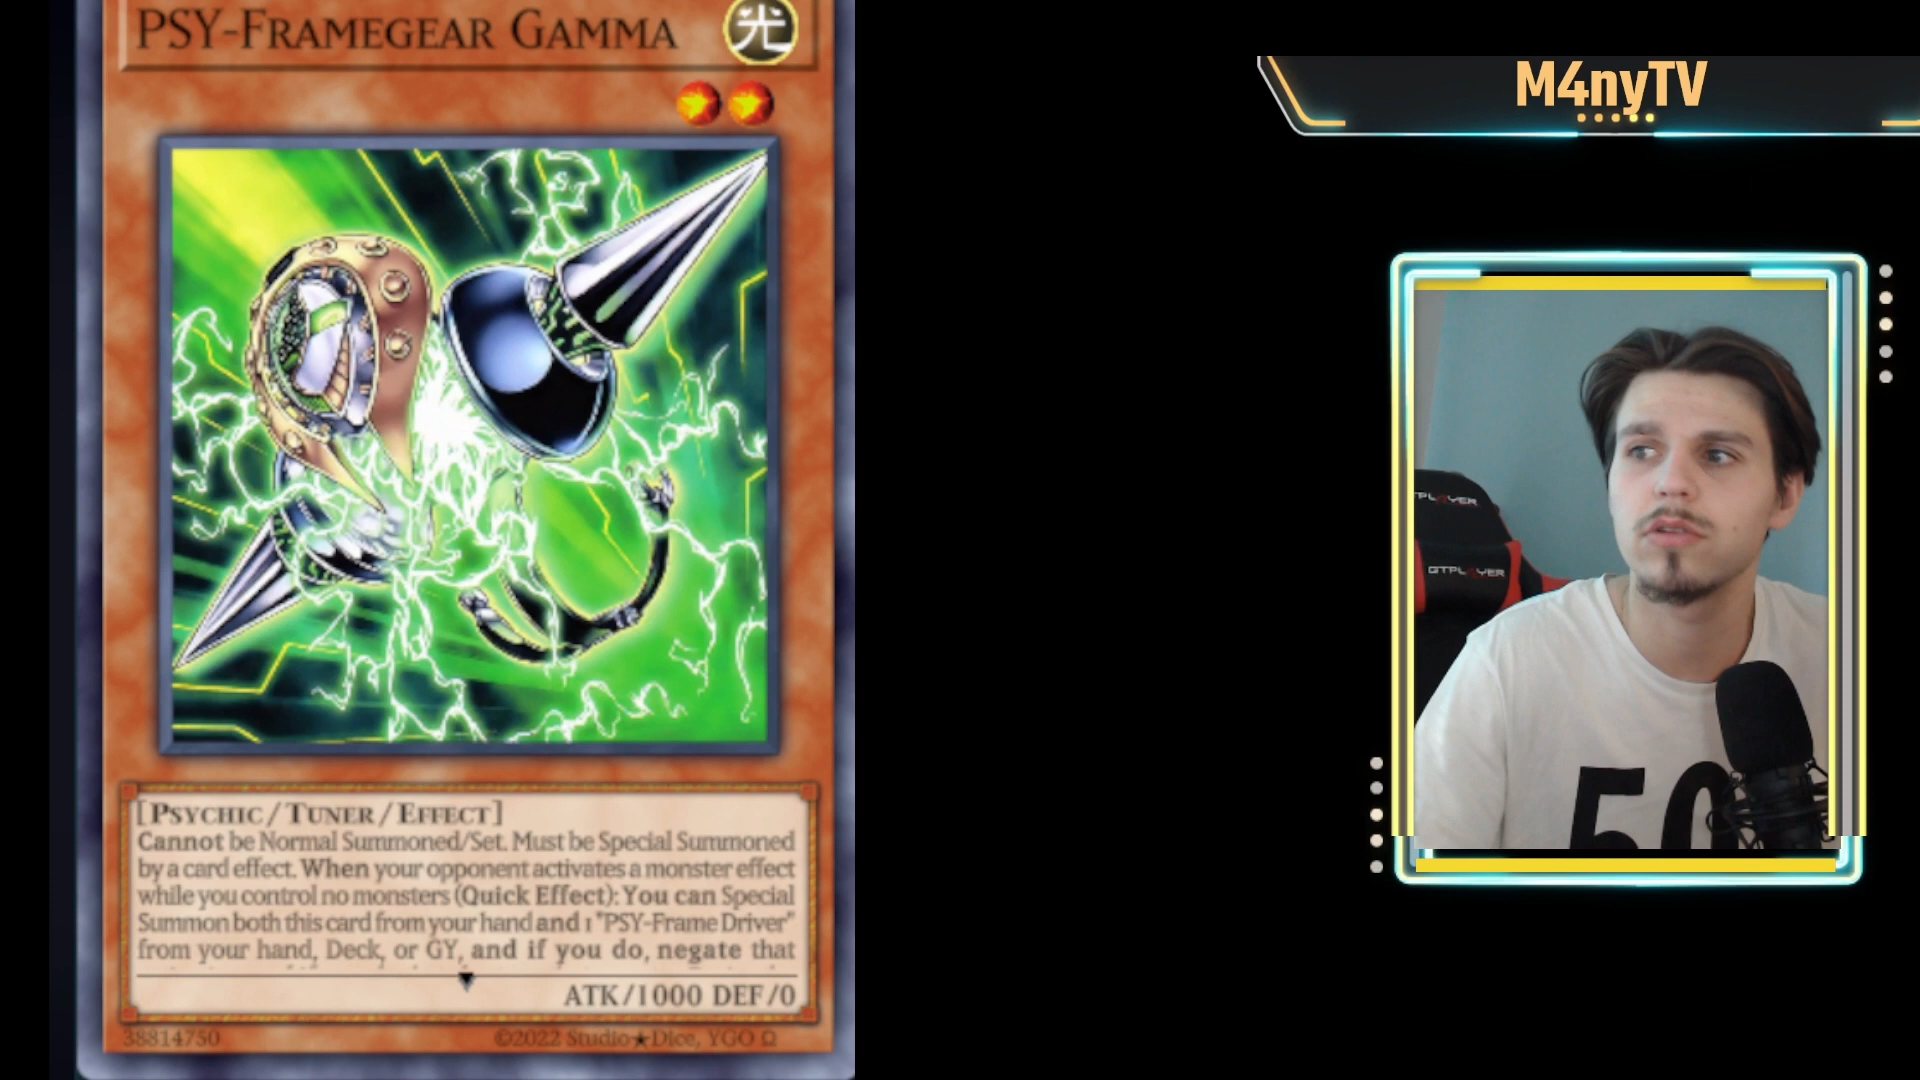 PSY-FRAMEGEAR GAMMA
光
M4nyTV
GTPLAYER
GTPLAYER
50
[PSYCHIC/TUNER/EFFECT]
Cannot be Normal Summoned/Set. Must be Special Summoned
by a card effect. When your opponent activates a monster effect
while you control no monsters (Quick Effect): You can Special
Summon both this card from your hand and 1 "PSY-Frame Driver"
from your hand, Deck, or GY, and if you do, negate that
ATK/1000 DEF/0
38814750
©2022 Studio★Dice, YGO Ω